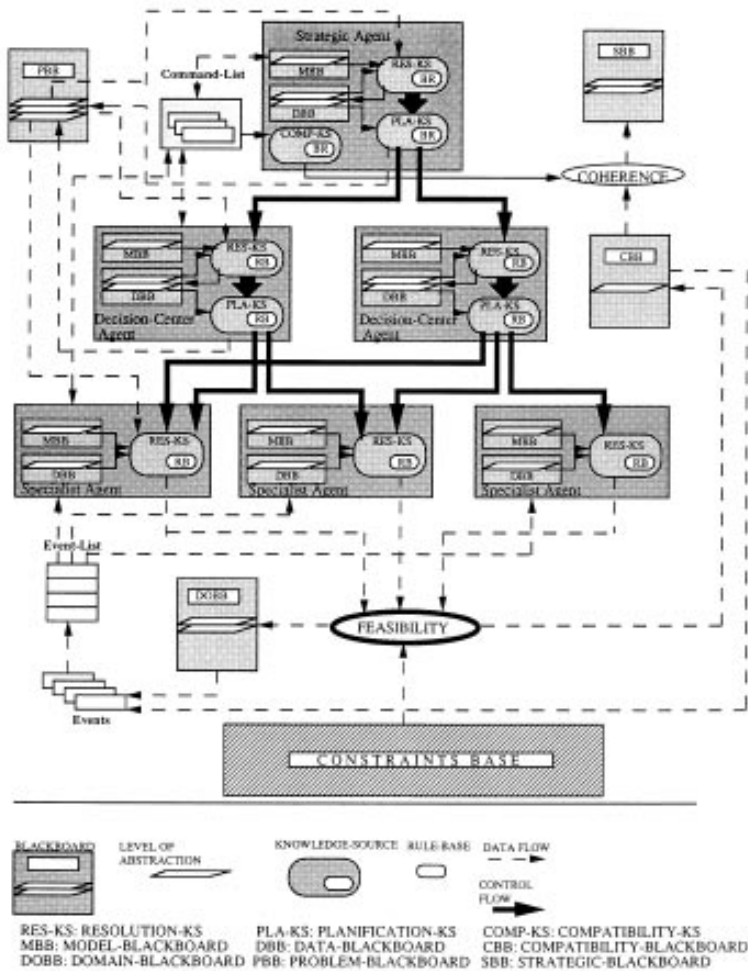 Strategic Agent
PBB
SBB
Command-List
MBB
RES-KS
BR
DBB
COMP-KS
BR
PLA-KS
BR
COHERENCE
MBB
RES-KS
RB
DBB
PLA-KS
RB
Decision-Center
Agent
MBB
RES-KS
RB
DBB
PLA-KS
RB
Decision-Center
Agent
CBB
MBB
RES-KS
RB
DBB
Specialist Agent
MBB
RES-KS
RB
DBB
Specialist Agent
MBB
RES-KS
RB
DBB
Specialist Agent
Event-List
DOBB
FEASIBILITY
Events
CONSTRAINTS BASE
BLACKBOARD
LEVEL OF
ABSTRACTION
KNOWLEDGE-SOURCE
RULE-BASE
DATA FLOW
CONTROL
FLOW
RES-KS: RESOLUTION-KS PLA-KS: PLANIFICATION-KS COMP-KS: COMPATIBILITY-KS
MBB: MODEL-BLACKBOARD DBB: DATA-BLACKBOARD CBB: COMPATIBILITY-BLACKBOARD
DOBB: DOMAIN-BLACKBOARD PBB: PROBLEM-BLACKBOARD SBB: STRATEGIC-BLACKBOARD